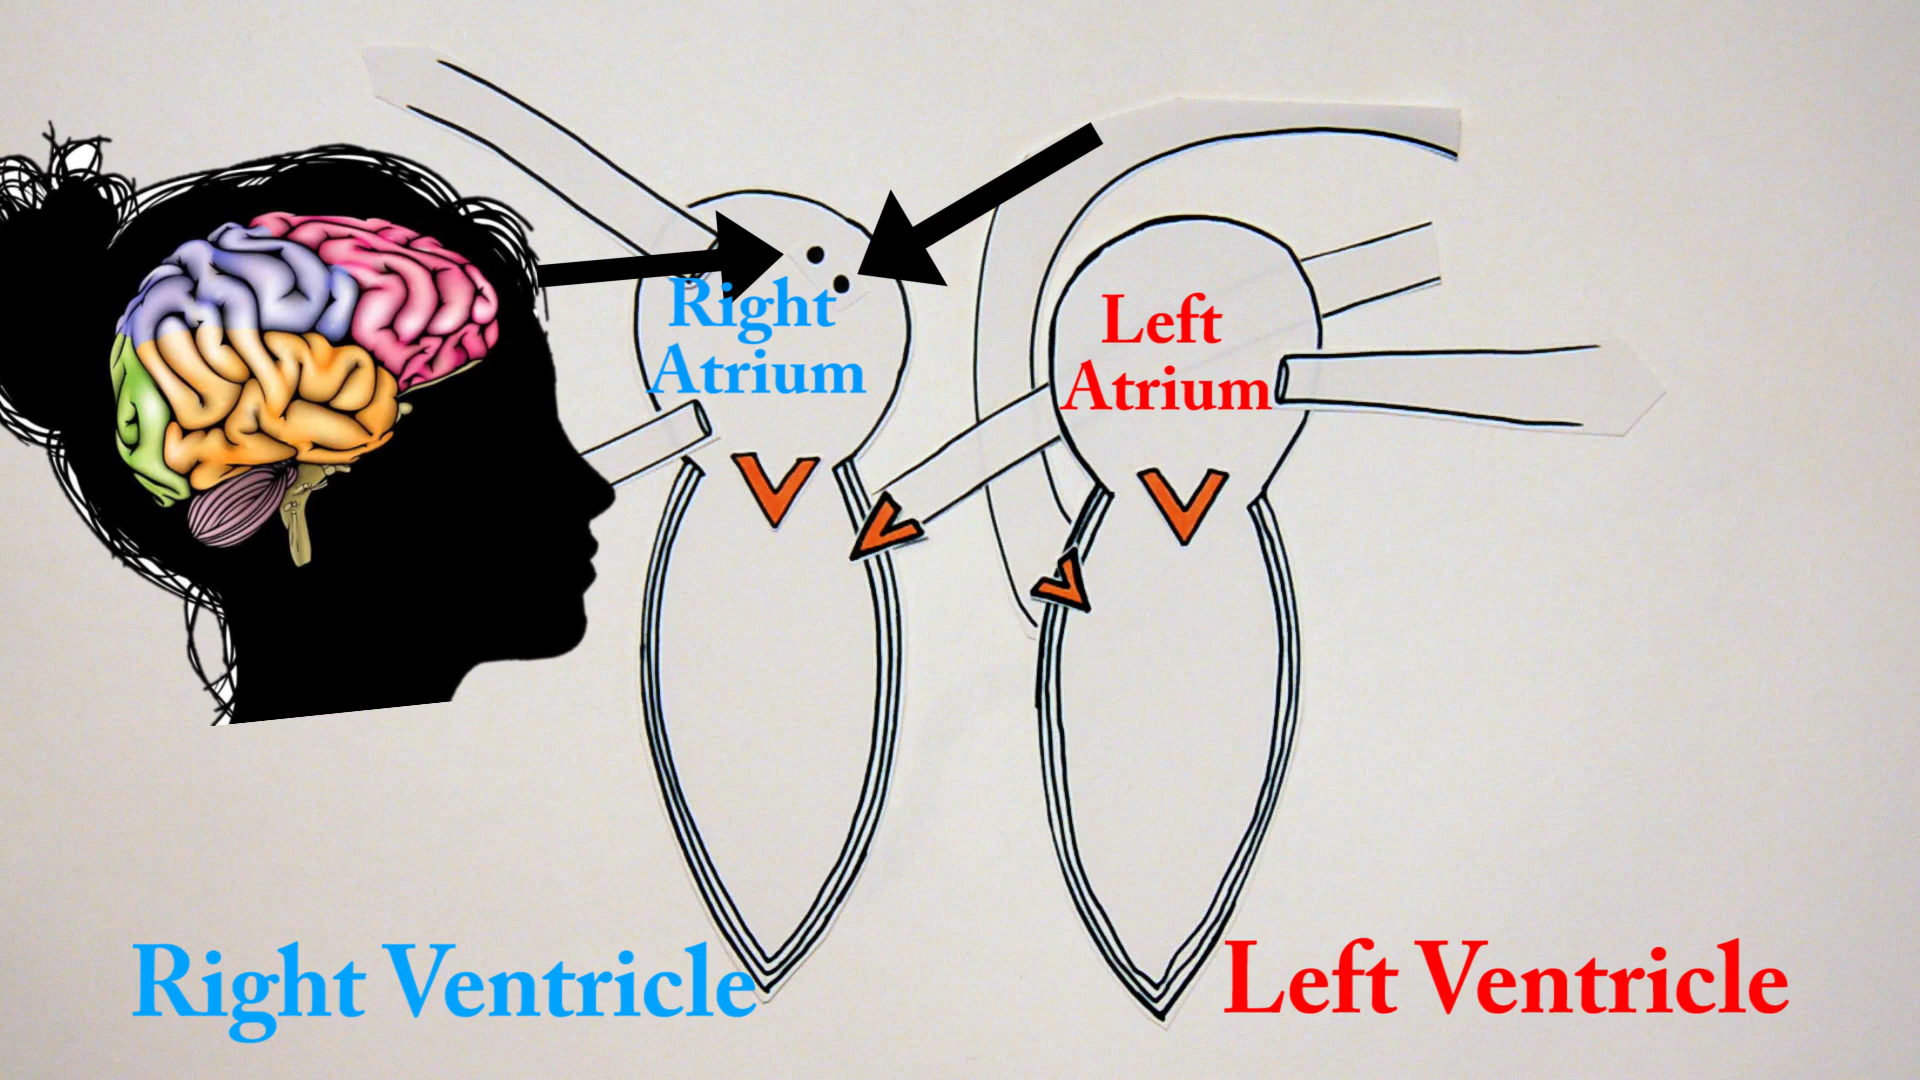 Right
Atrium
Left
Atrium
Right Ventricle
Left Ventricle